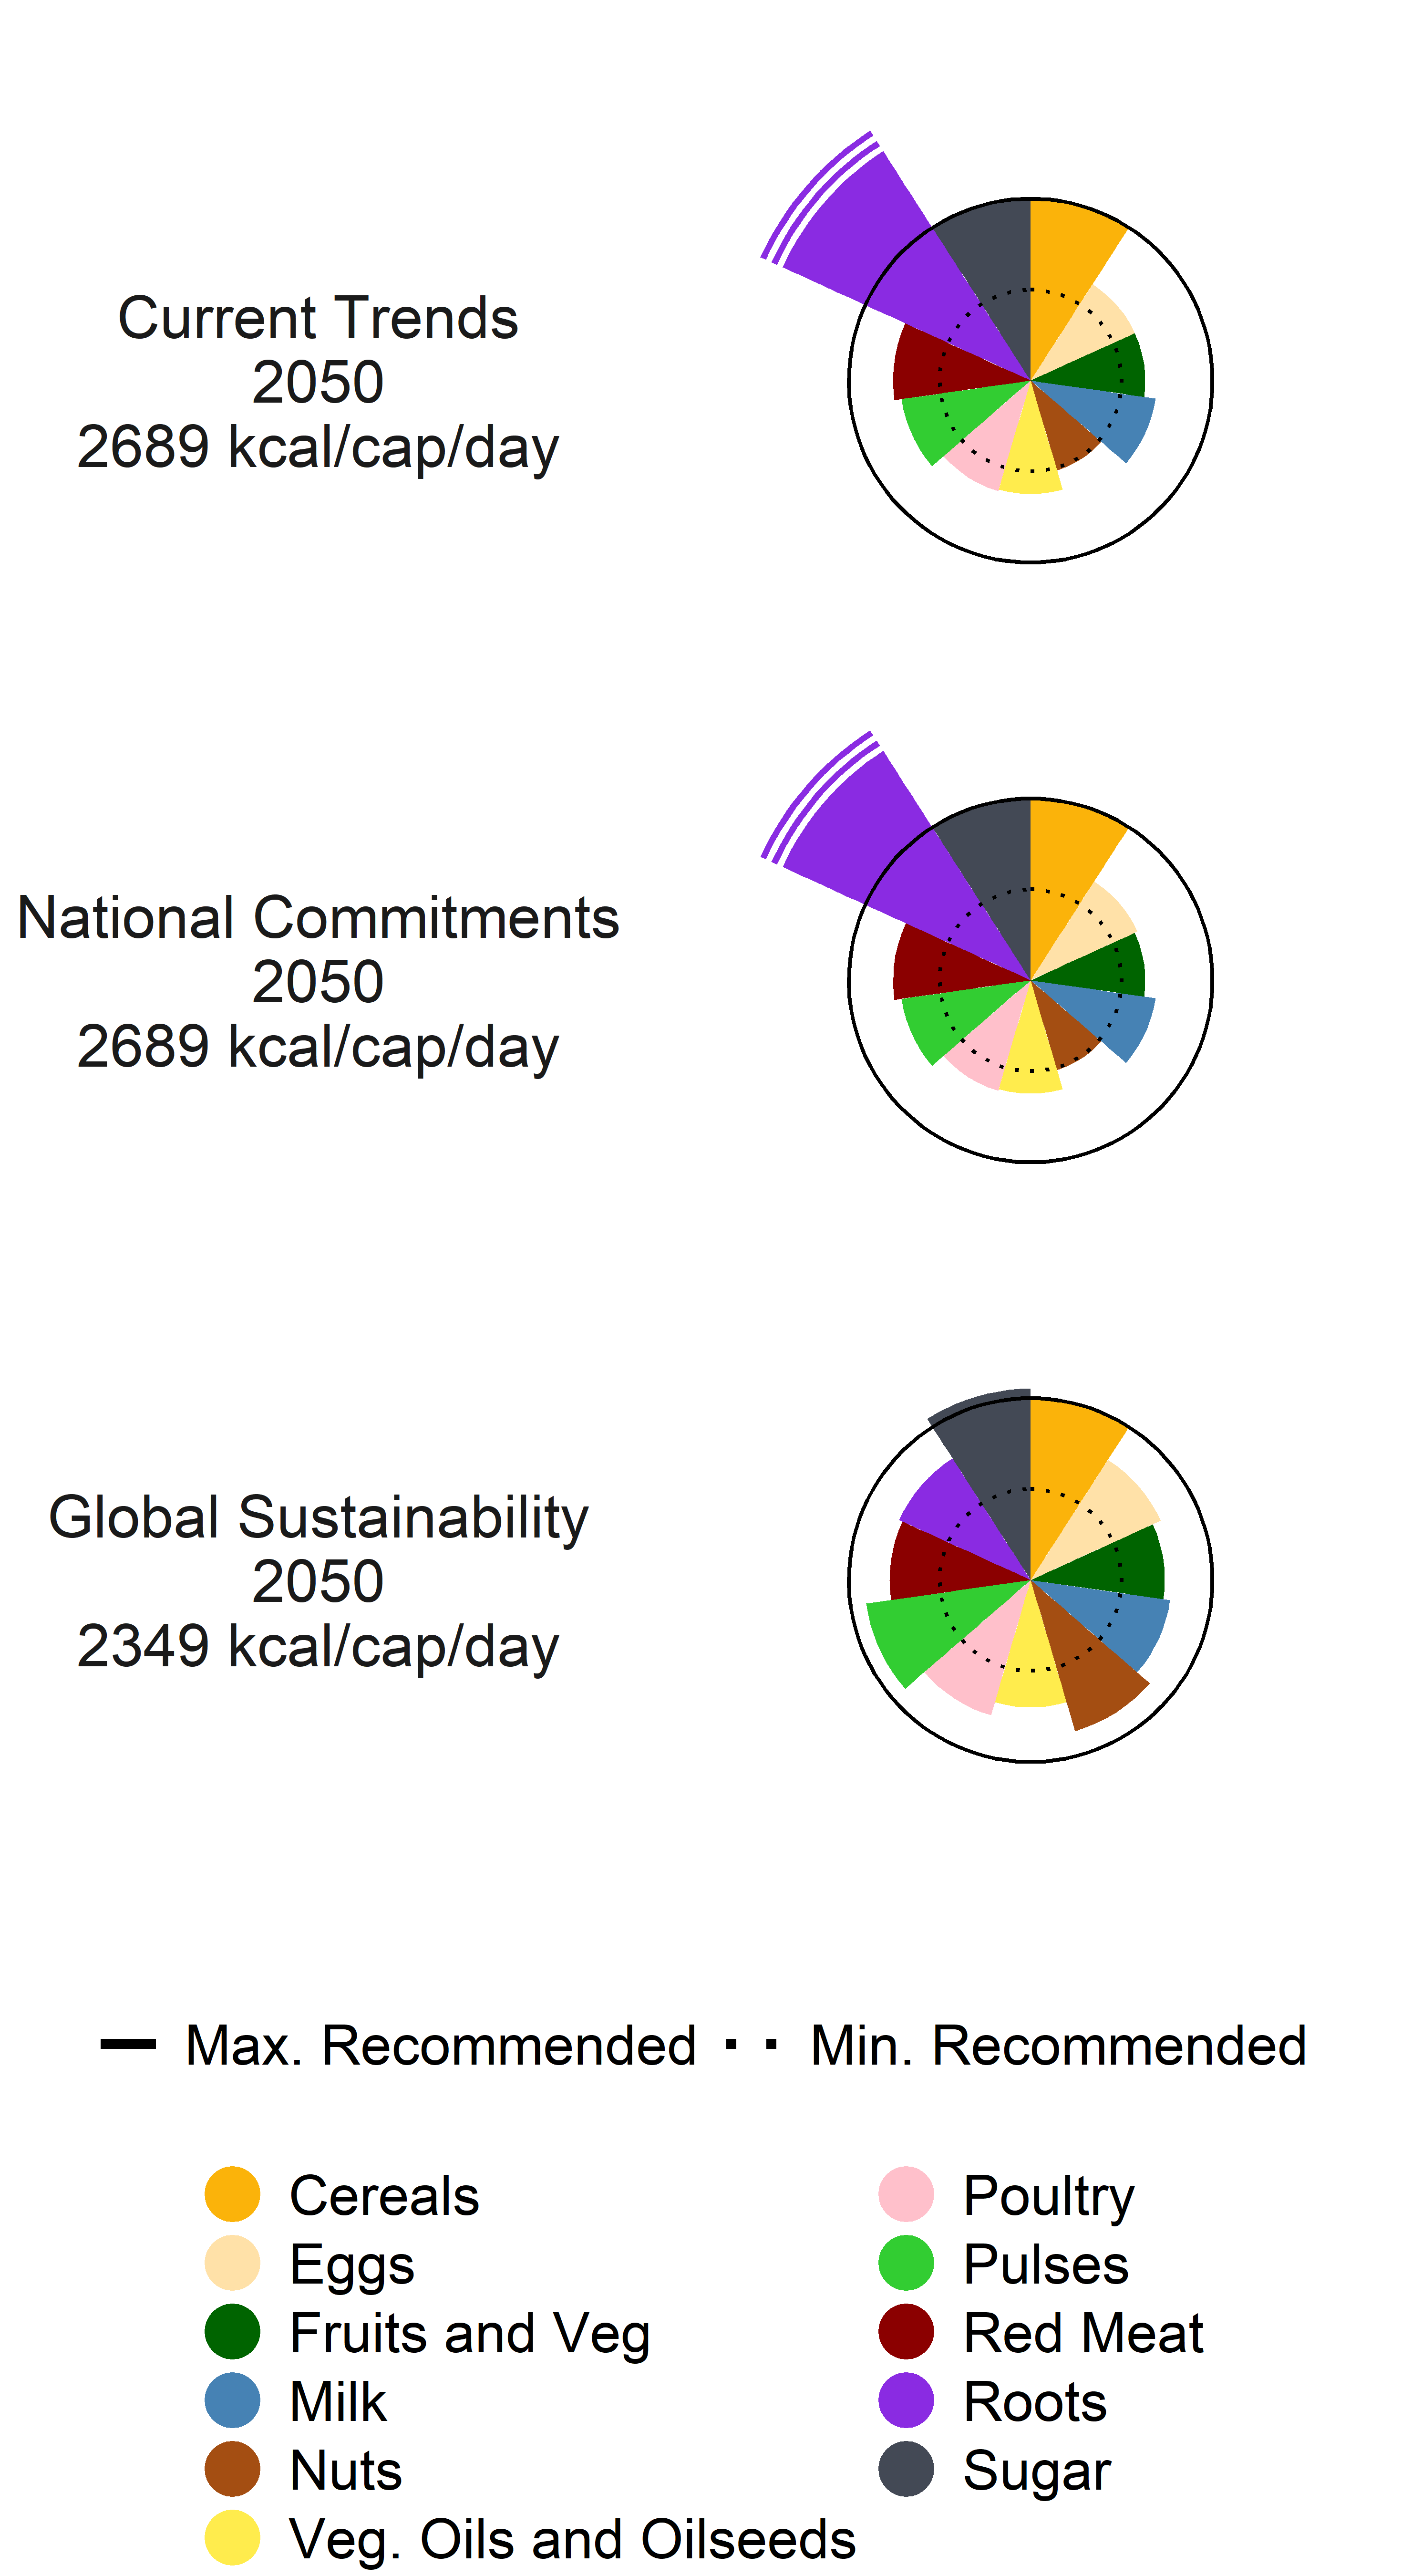 Current Trends
2050
2689 kcal/cap/day
National Commitments
2050
2689 kcal/cap/day
Global Sustainability
2050
2349 kcal/cap/day
Max. Recommended
Min. Recommended
Cereals
Eggs
Fruits and Veg
Milk
Nuts
Veg. Oils and Oilseeds
Poultry
Pulses
Red Meat
Roots
Sugar